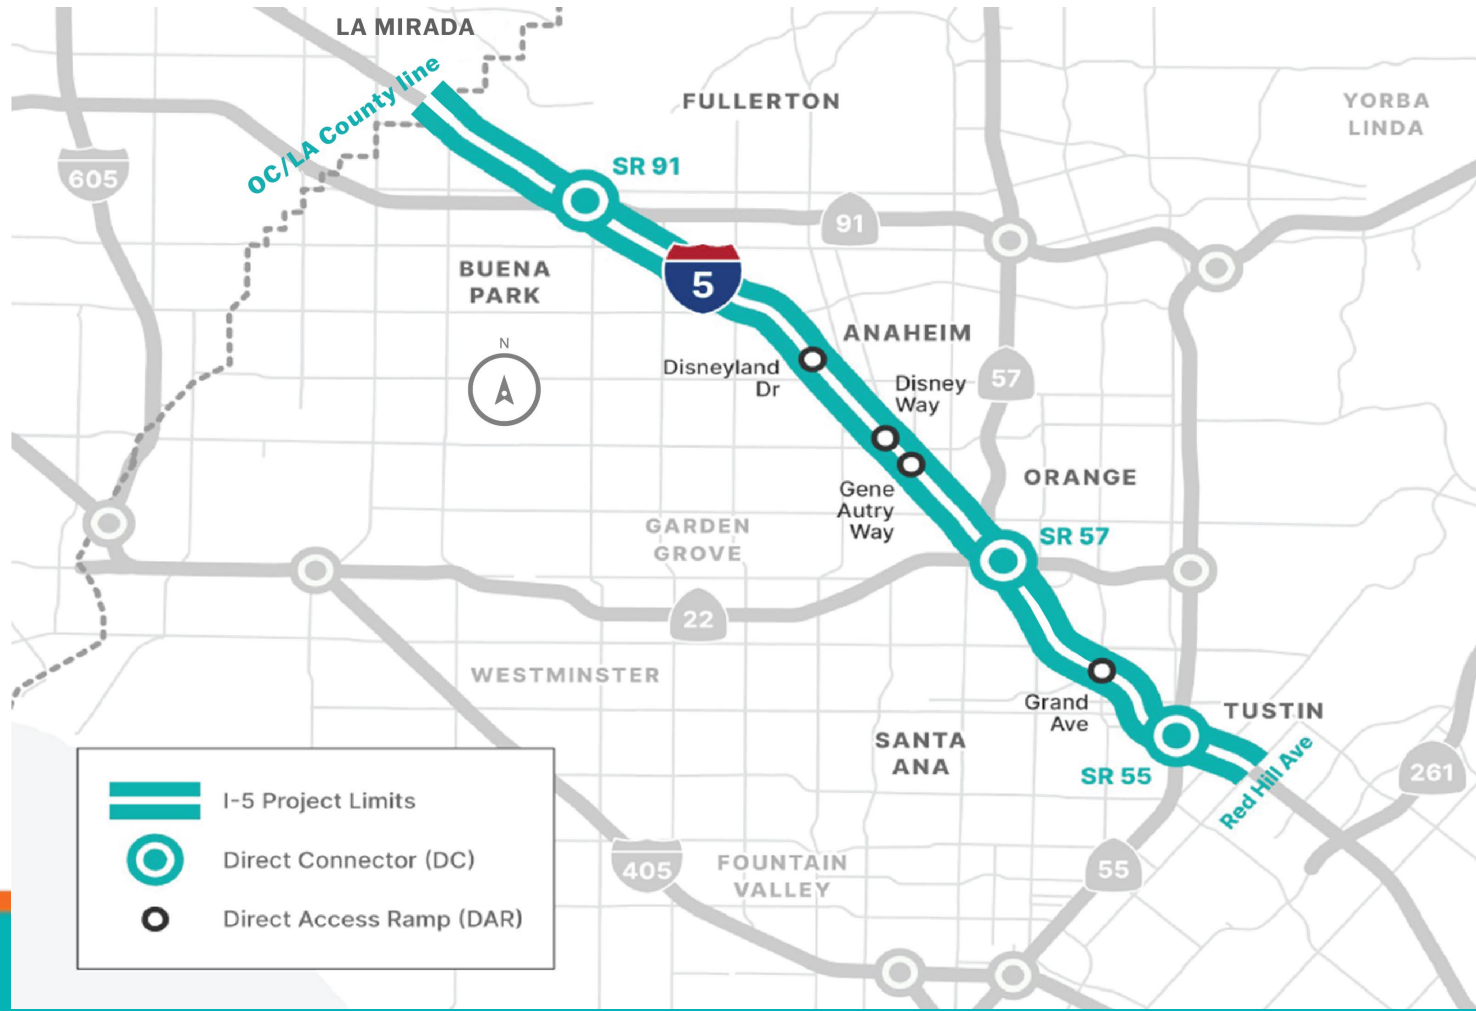 LA MIRADA
OC/LA County line
FULLERTON
YORBA
LINDA
605
SR 91
91
BUENA
PARK
5
N
ANAHEIM
Disneyland
Dr
Disney
Way
57
ORANGE
Gene
Autry
Way
GARDEN
GROVE
SR 57
22
WESTMINSTER
Grand
Ave
TUSTIN
SANTA
ANA
SR 55
Red Hill Ave
261
I-5 Project Limits
Direct Connector (DC)
Direct Access Ramp (DAR)
405
FOUNTAIN
VALLEY
55